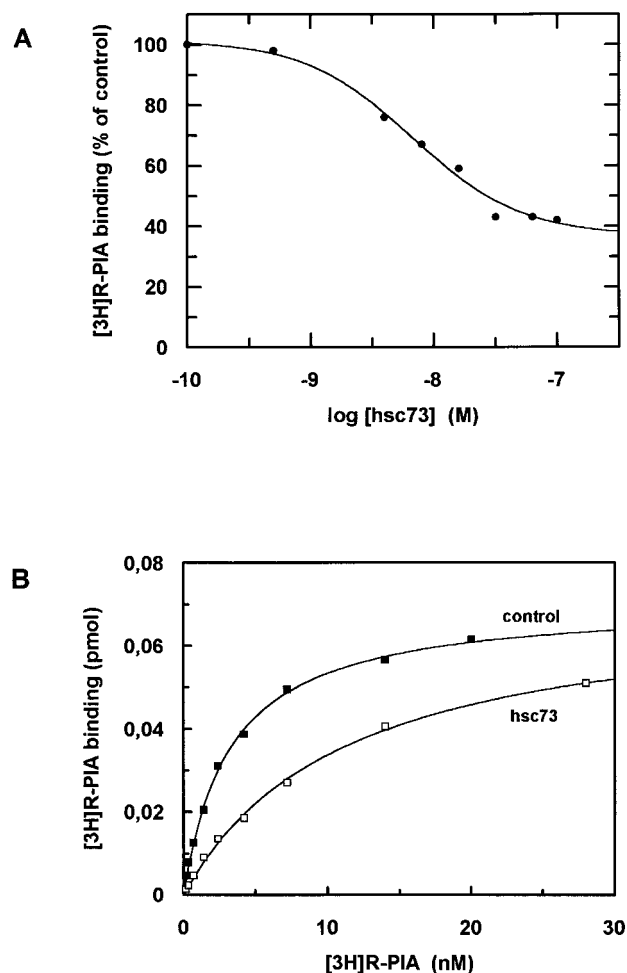 A
[3H]R-PIA binding (% of control)
100
80
60
40
20
0
-10
-9
-8
-7
log [hsc73] (M)
B
[3H]R-PIA binding (pmol)
0,08
0,06
0,04
0,02
0
control
hsc73
0
10
20
30
[3H]R-PIA (nM)